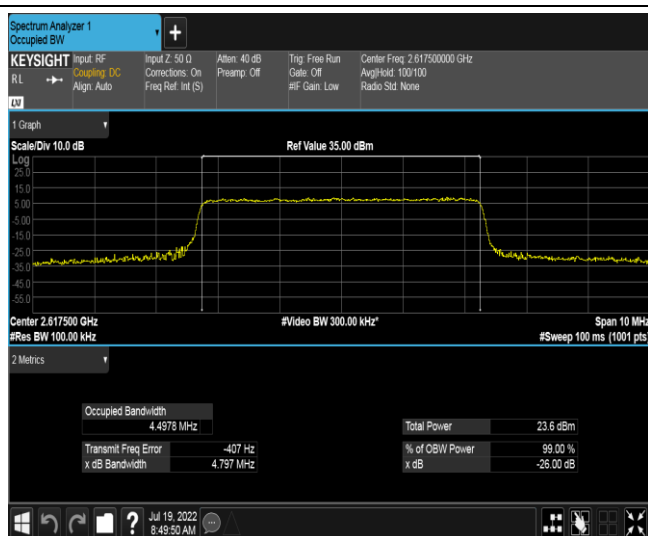 Spectrum Analyzer 1
Occupied BW
+
KEYSIGHT Input: RF Input Z: 50 Ω Atten: 40 dB Trig: Free Run Center Freq: 2.617500000 GHz
RL Coupling: DC Corrections: On Preamp: Off Gate: Off Avg|Hold: 100/100
Align: Auto Freq Ref: Int (S) #IF Gain: Low Radio Std: None
LXI
1 Graph
Scale/Div 10.0 dB Ref Value 35.00 dBm
Log
25.0
15.0
5.00
-5.00
-15.0
-25.0
-35.0
-45.0
-55.0
Center 2.617500 GHz #Video BW 300.00 kHz* Span 10 MHz
#Res BW 100.00 kHz #Sweep 100 ms (1001 pts)
2 Metrics
Occupied Bandwidth
4.4978 MHz Total Power 23.6 dBm
Transmit Freq Error -407 Hz % of OBW Power 99.00 %
x dB Bandwidth 4.797 MHz x dB -26.00 dB
? Jul 19, 2022
8:49:50 AM